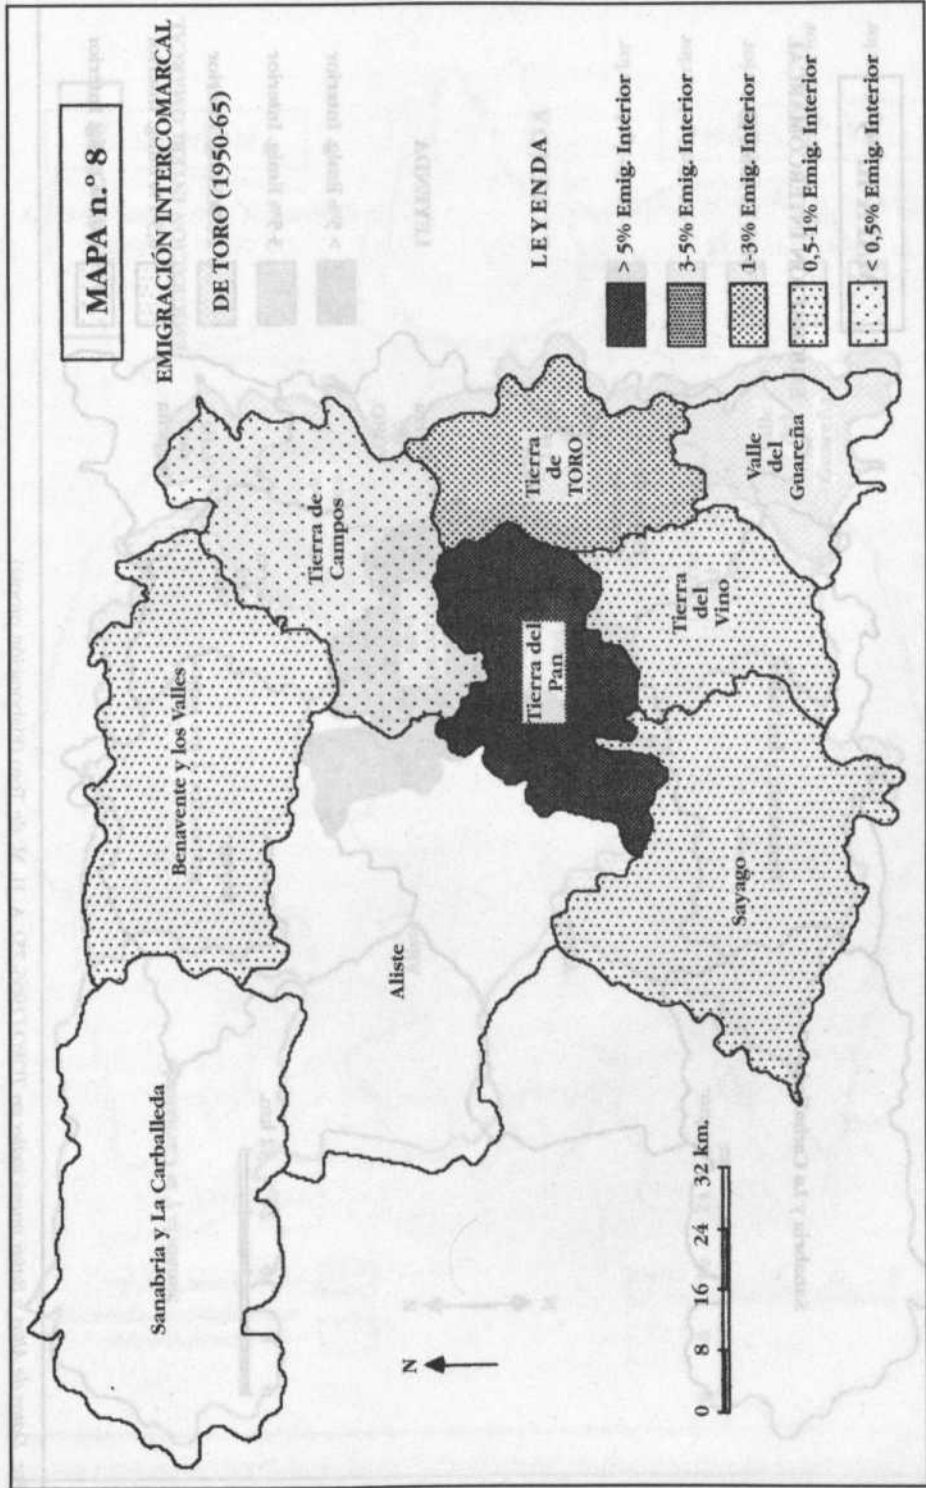 MAPA n.º 8
EMIGRACIÓN INTERCOMARCAL
DE TORO (1950-65)
Sanabria y La Carballeda
Benavente y los Valles
Tierra de
Campos
Aliste
Tierra del
Pan
Tierra
de
TORO
Sayago
Tierra
del
Vino
Valle
del
Guareña
LEYENDA
> 5% Emig. Interior
3-5% Emig. Interior
1-3% Emig. Interior
0,5-1% Emig. Interior
< 0,5% Emig. Interior
N
0 8 16 24 32 km.